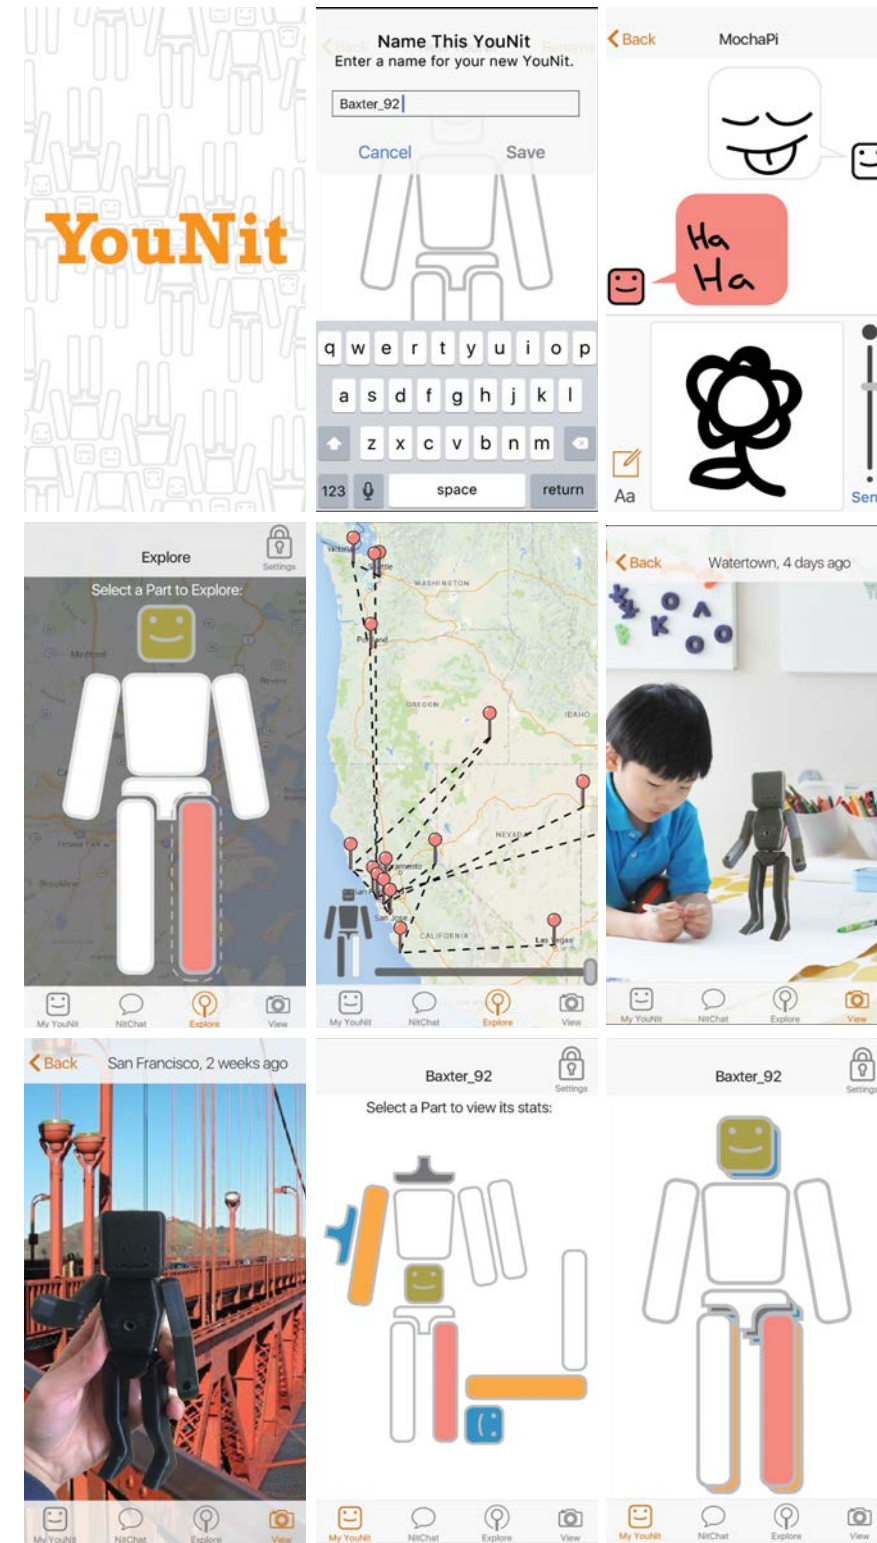 YouNit
Name This YouNit
Enter a name for your new YouNit.
Baxter_92
Cancel
Save
q w e r t y u i o p
a s d f g h j k l
z x c v b n m
123
space
return
Back
MochaPi
Ha
Ha
Aa
Sen
Explore
Settings
Select a Part to Explore:
My YouNit
NitChat
Explore
View
Victoria
Seattle
WASHINGTON
Portland
OREGON
IDAHO
NEVADA
San Jose
CALIFORNIA
Las Vegas
My YouNit
NitChat
Explore
View
Back
Watertown, 4 days ago
My YouNit
NitChat
Explore
View
Back
San Francisco, 2 weeks ago
My YouNit
NitChat
Explore
View
Baxter_92
Settings
Select a Part to view its stats:
My YouNit
NitChat
Explore
View
Baxter_92
Settings
My YouNit
NitChat
Explore
View